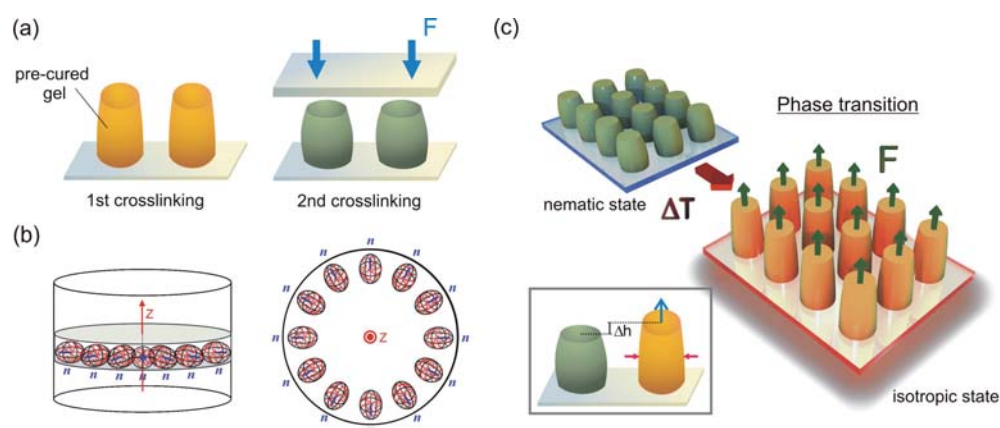 (a)
F
pre-cured
gel
1st crosslinking
2nd crosslinking
(b)
z
n n n n n n n
n
n n
n n
n z n
n n
n n
n
(c)
Phase transition
F
nematic state
ΔT
Δh
isotropic state